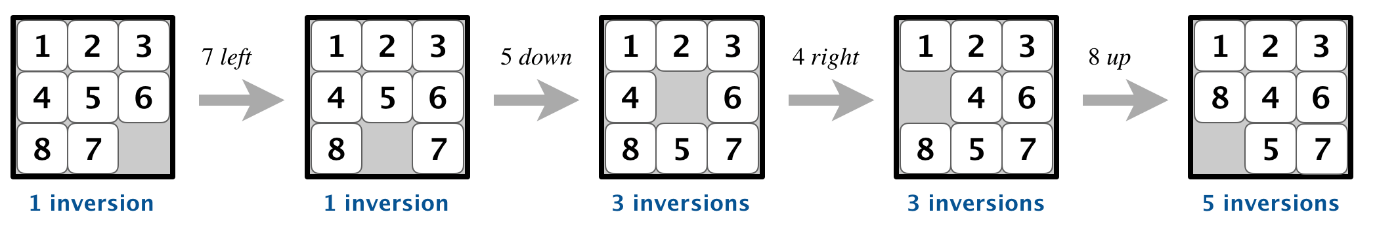 7 left
5 down
4 right
8 up
1 2 3
4 5 6
8 7
1 2 3
4 5 6
8 7
1 2 3
4 6
8 5 7
1 2 3
4 6
8 5 7
1 2 3
8 4 6
5 7
1 inversion
1 inversion
3 inversions
3 inversions
5 inversions